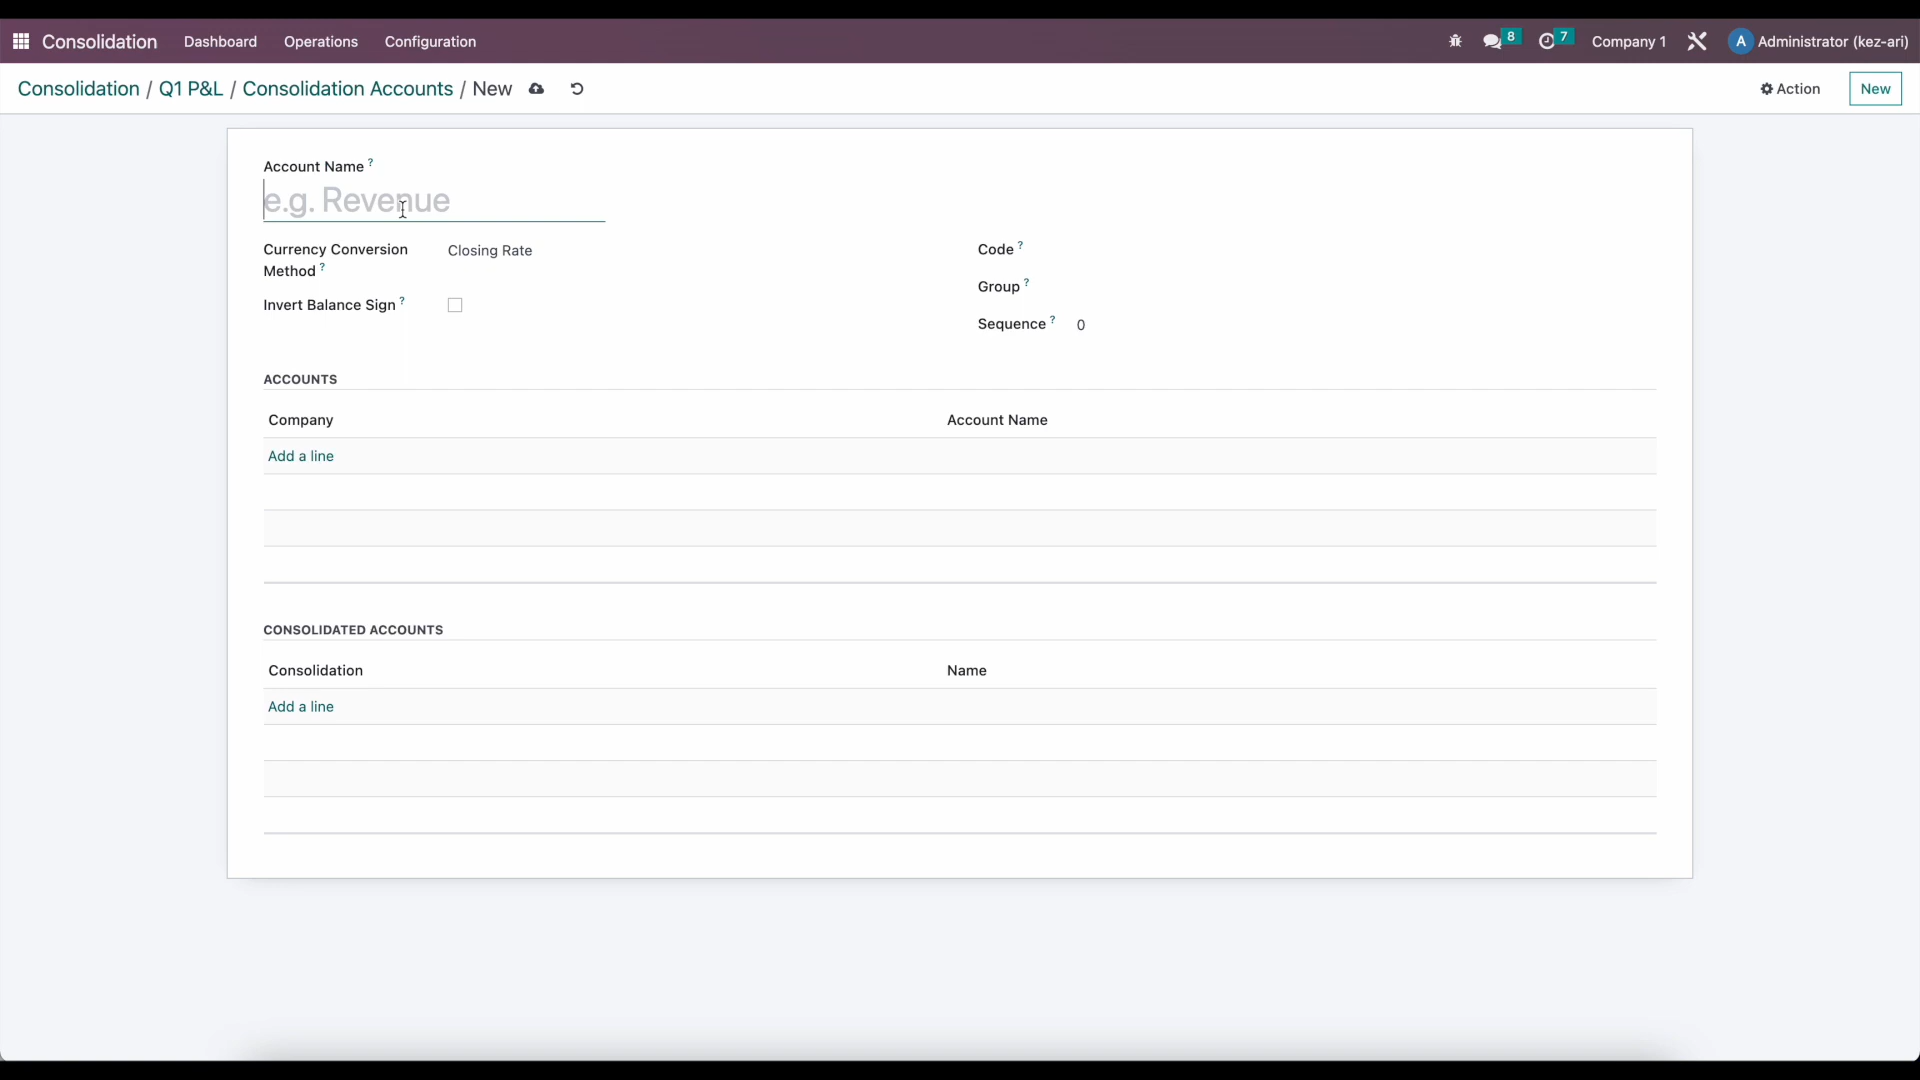 Consolidation Dashboard Operations Configuration 8 7 Company 1 A Administrator (kez-ari)
Consolidation / Q1 P&L / Consolidation Accounts / New Action New
Account Name ?
e.g. Revenue
Currency Conversion Method ? Closing Rate
Code ?
Group ?
Invert Balance Sign ?
Sequence ? 0
ACCOUNTS
Company Account Name
Add a line
CONSOLIDATED ACCOUNTS
Consolidation Name
Add a line